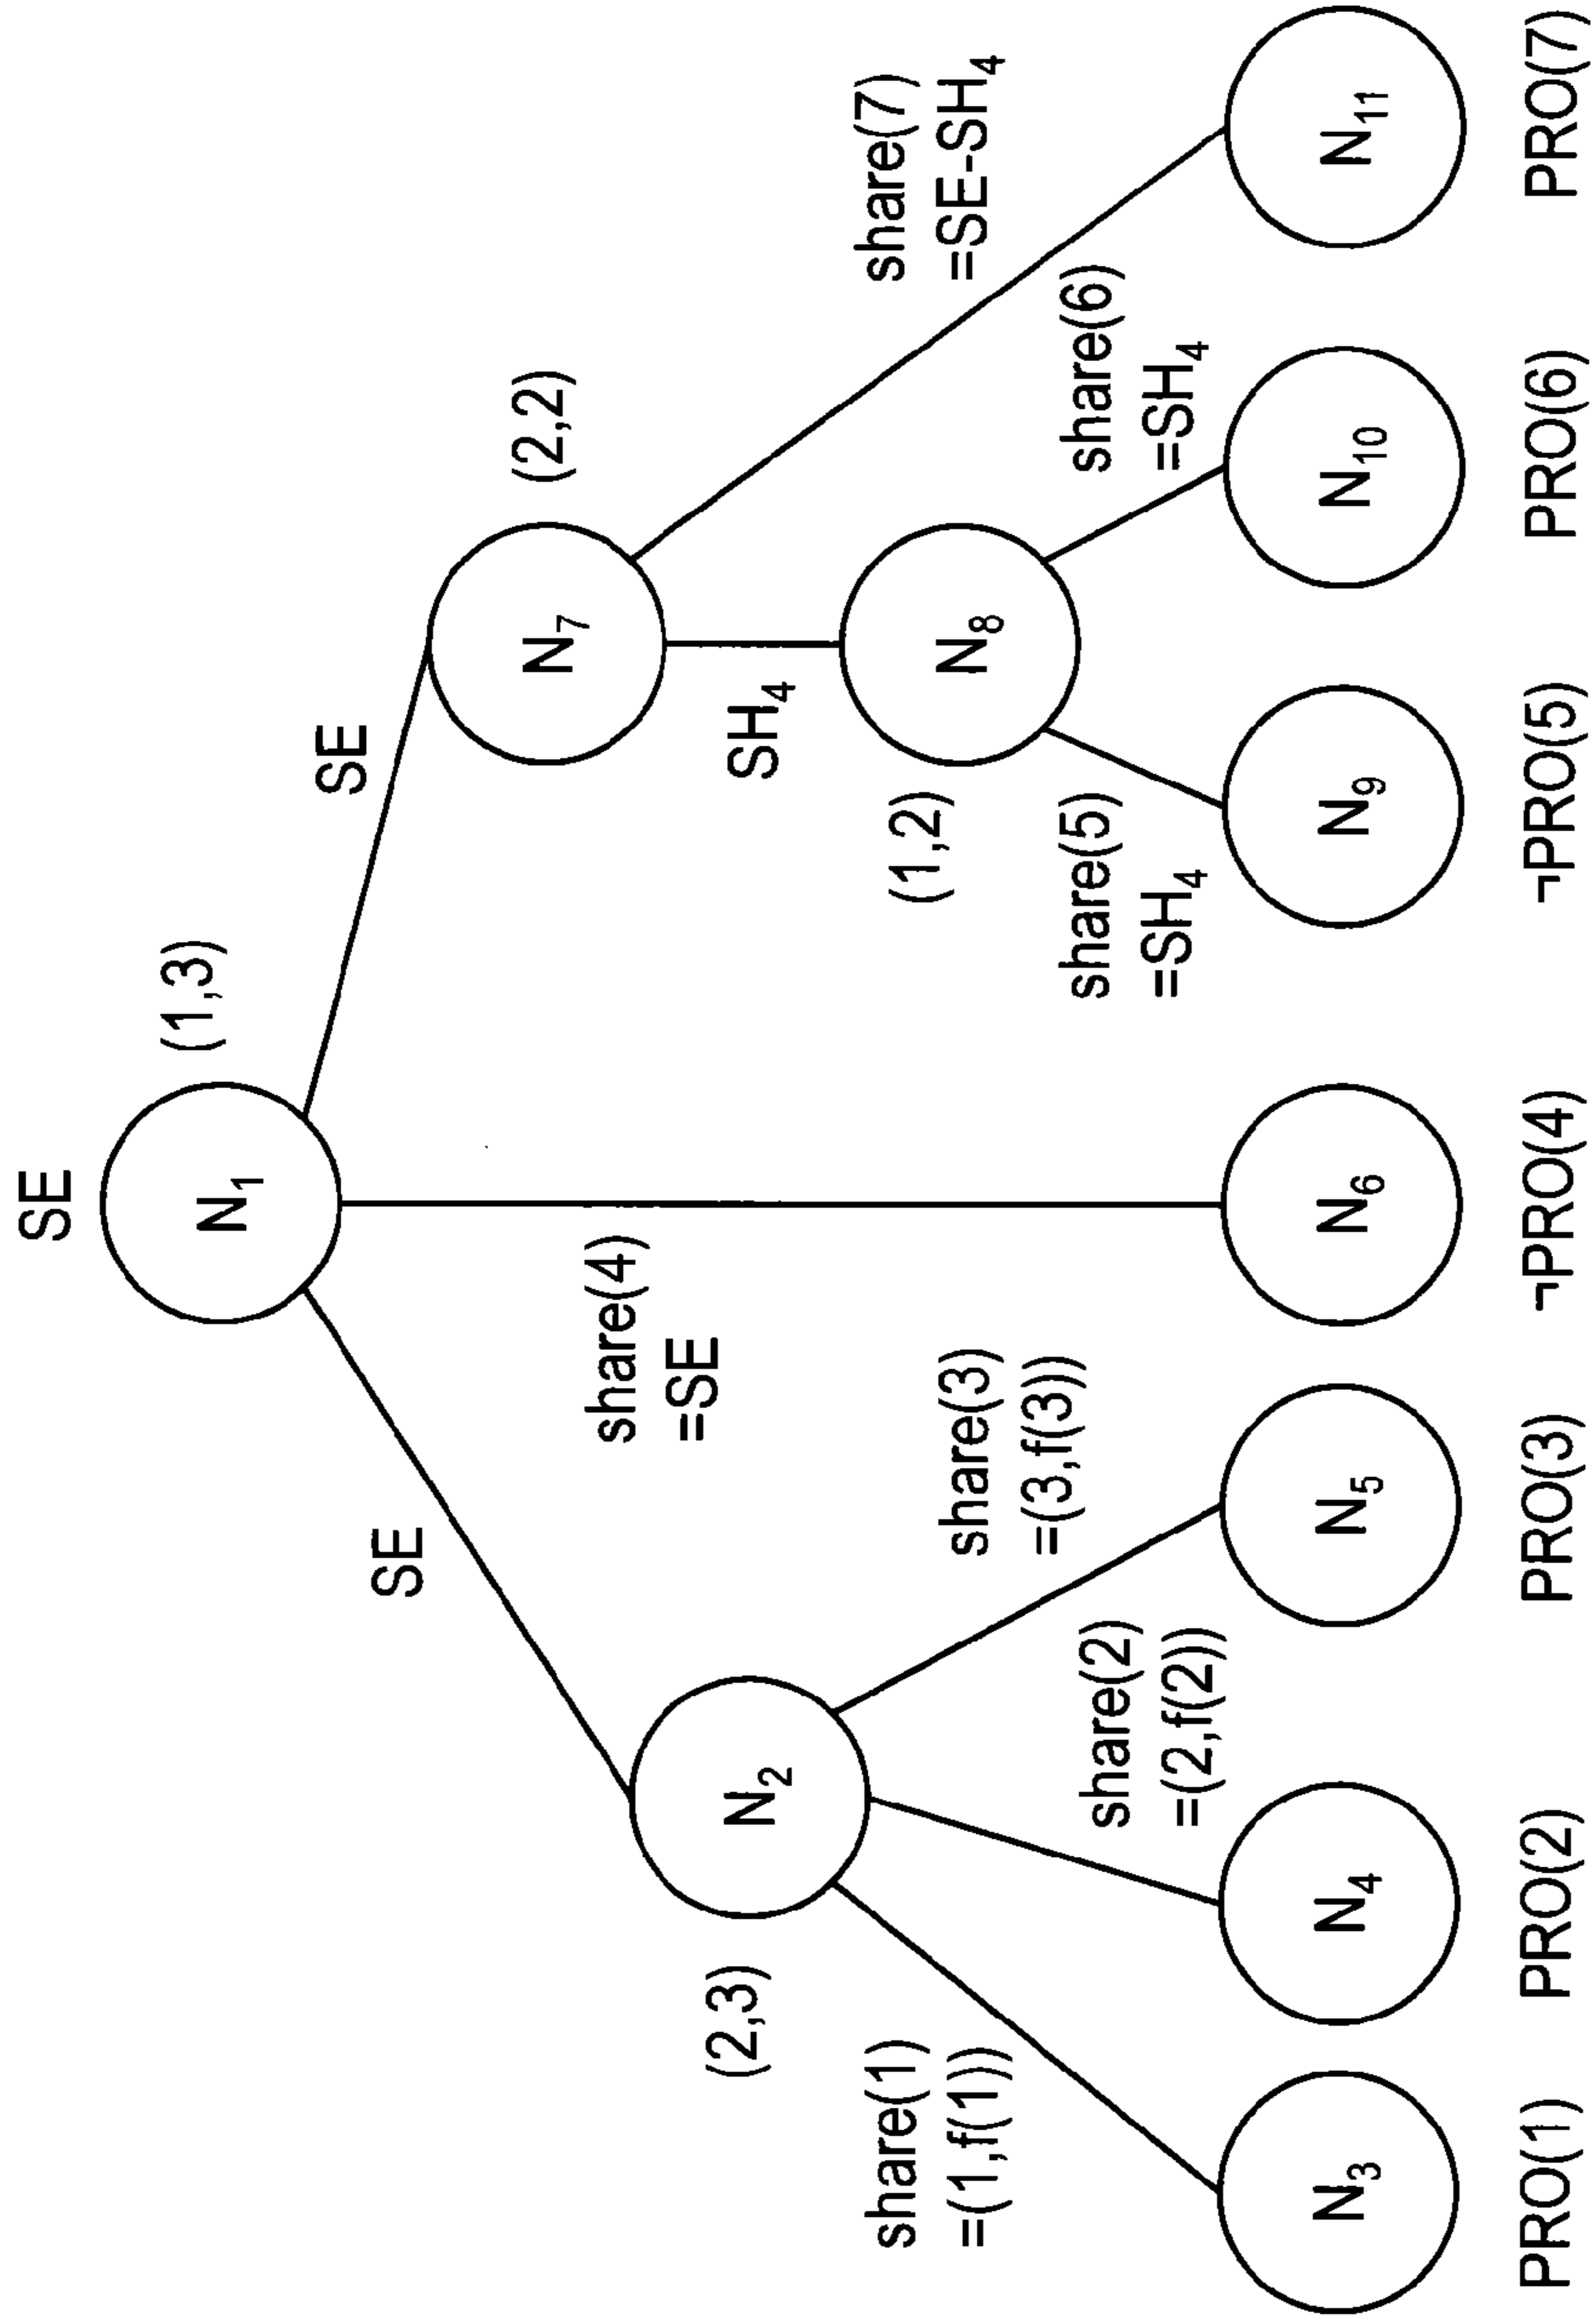 SE
N1
(1,3)
SE
SE
share(4)
=SE
N2
(2,3)
N7
(2,2)
SH4
share(1)
=(1,f(1))
share(2)
=(2,f(2))
share(3)
=(3,f(3))
N8
(1,2)
share(7)
=SE-SH4
share(5)
=SH4
share(6)
=SH4
N3
N4
N5
N6
N9
N10
N11
PRO(1)
PRO(2)
PRO(3)
¬PRO(4)
¬PRO(5)
PRO(6)
PRO(7)